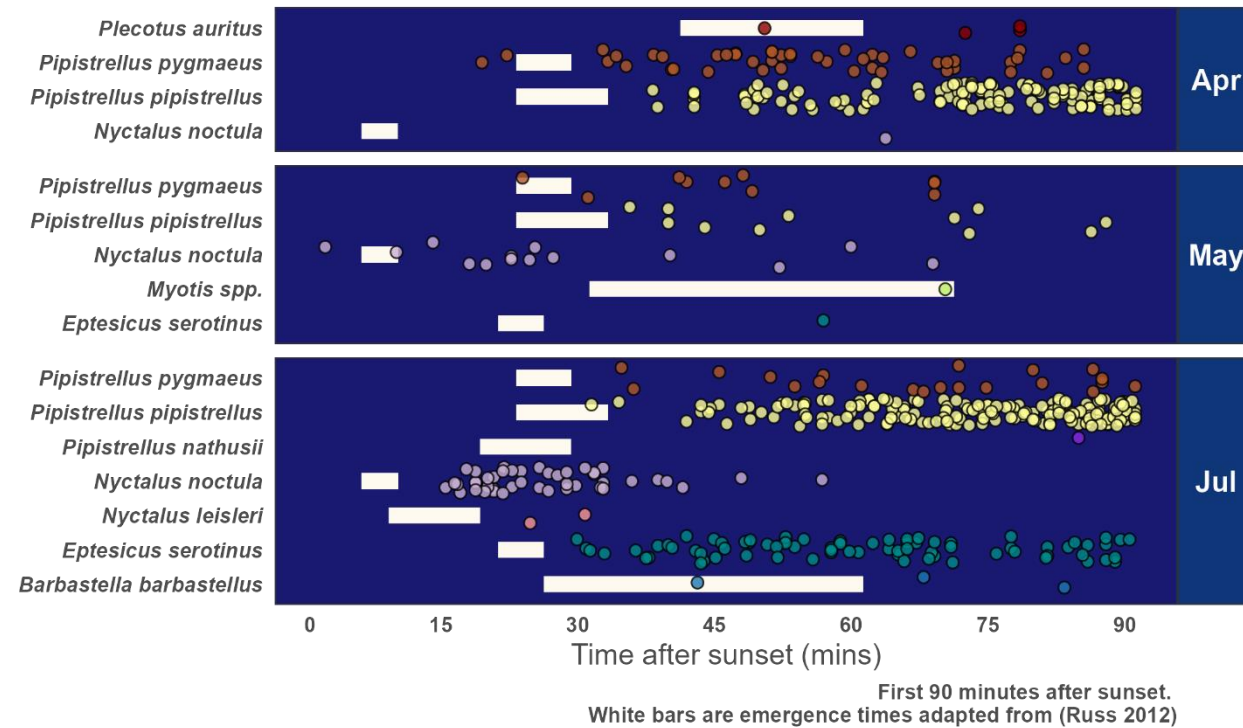 Plecotus auritus
Pipistrellus pygmaeus
Pipistrellus pipistrellus
Nyctalus noctula
Apr
Pipistrellus pygmaeus
Pipistrellus pipistrellus
Nyctalus noctula
Myotis spp.
Eptesicus serotinus
May
Pipistrellus pygmaeus
Pipistrellus pipistrellus
Pipistrellus nathusii
Nyctalus noctula
Nyctalus leisleri
Eptesicus serotinus
Barbastella barbastellus
Jul
0 15 30 45 60 75 90
Time after sunset (mins)
First 90 minutes after sunset.
White bars are emergence times adapted from (Russ 2012)